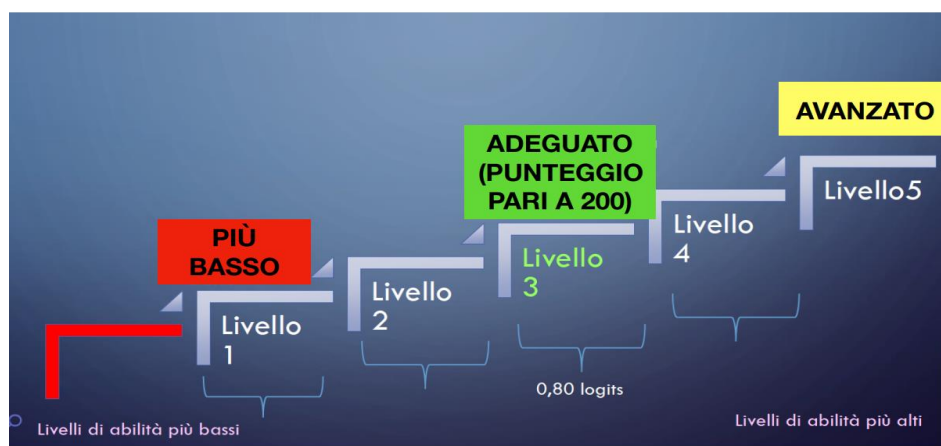 AVANZATO
ADEGUATO
(PUNTEGGIO
PARI A 200)
PIÙ
BASSO
Livello5
Livello
4
Livello
3
Livello
2
Livello
1
0,80 logits
Livelli di abilità più bassi
Livelli di abilità più alti